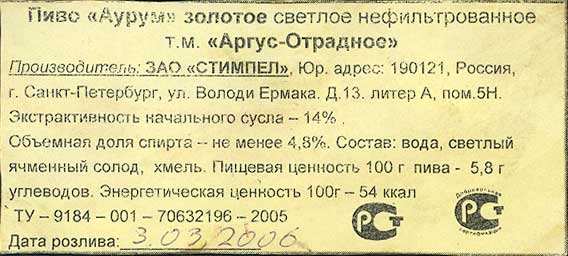 Пиво «Аурум» золотое светлое нефильтрованное
т.м. «Аргус-Отрадное»
Производитель: ЗАО «СТИМПЕЛ», Юр. адрес: 190121, Россия,
г. Санкт-Петербург, ул. Володи Ермака. Д.13. литер А, пом.5Н.
Экстрактивность начального сусла – 14% .
Объемная доля спирта – не менее 4,8%. Состав: вода, светлый
ячменный солод, хмель. Пищевая ценность 100 г пива - 5,8 г
углеводов. Энергетическая ценность 100г – 54 ккал
ТУ – 9184 – 001 – 70632196 – 2005
Дата розлива: 3.03.2006